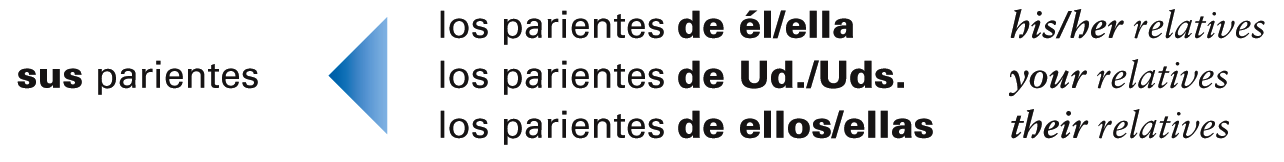 los parientes de él/ella his/her relatives
sus parientes los parientes de Ud./Uds. your relatives
los parientes de ellos/ellas their relatives